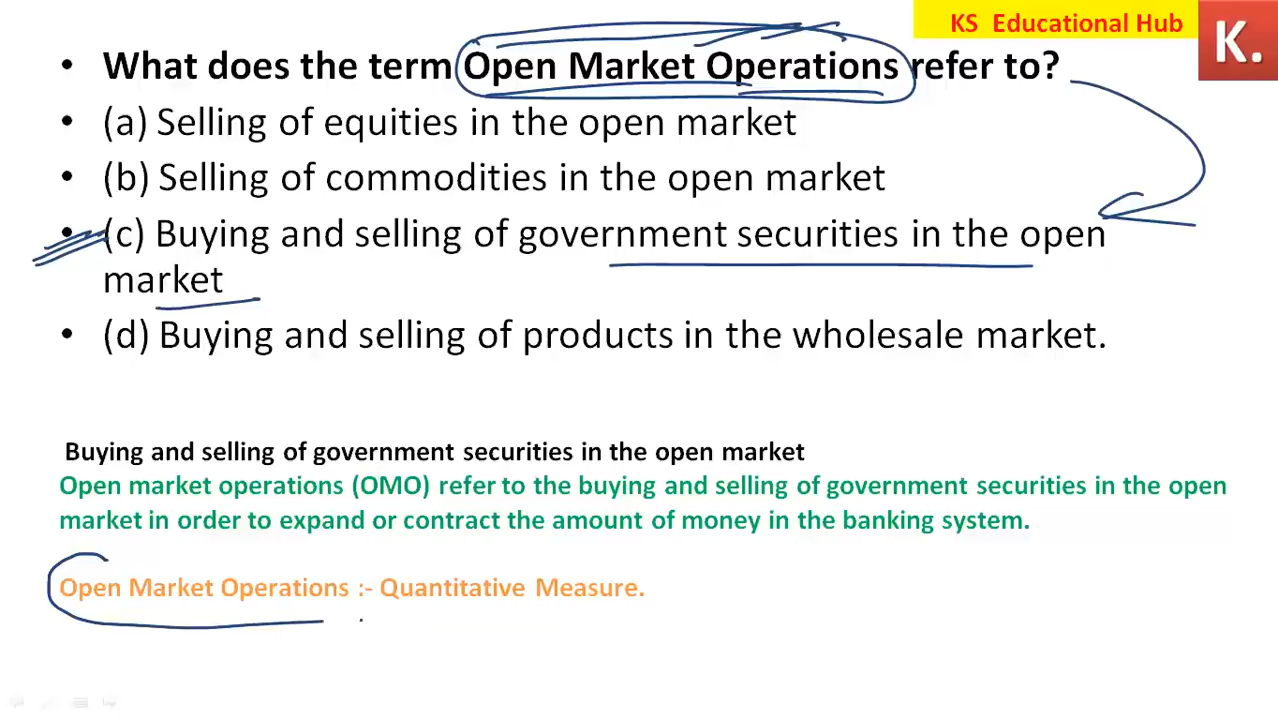 KS Educational Hub
K.
• What does the term Open Market Operations refer to?
• (a) Selling of equities in the open market
• (b) Selling of commodities in the open market
• (c) Buying and selling of government securities in the open
market
• (d) Buying and selling of products in the wholesale market.
Buying and selling of government securities in the open market
Open market operations (OMO) refer to the buying and selling of government securities in the open
market in order to expand or contract the amount of money in the banking system.
Open Market Operations :- Quantitative Measure.